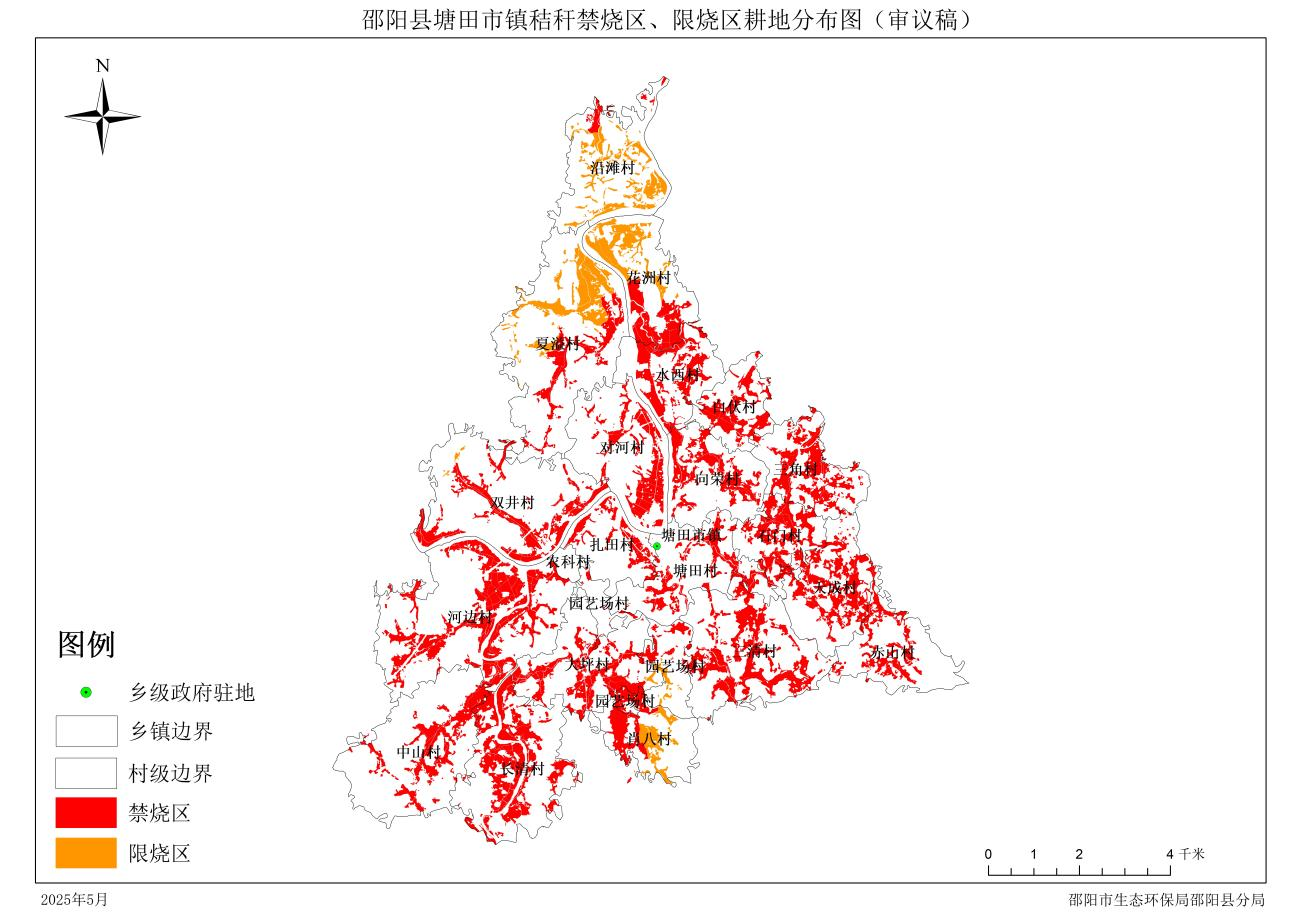 邵阳县塘田市镇秸秆禁烧区、限烧区耕地分布图（审议稿）
N
沿滩村
花洲村
水西村
白伏村
对河村
三角村
向荣村
双井村
塘田市镇
石门村
扎田村
农科村
塘田村
大成村
园艺场村
河边村
赤山村
大坪村
园艺场村
园艺场村
肖八村
中山村
长清村
图例
乡级政府驻地
乡镇边界
村级边界
禁烧区
限烧区
0 1 2 4 千米
2025年5月
邵阳市生态环保局邵阳县分局